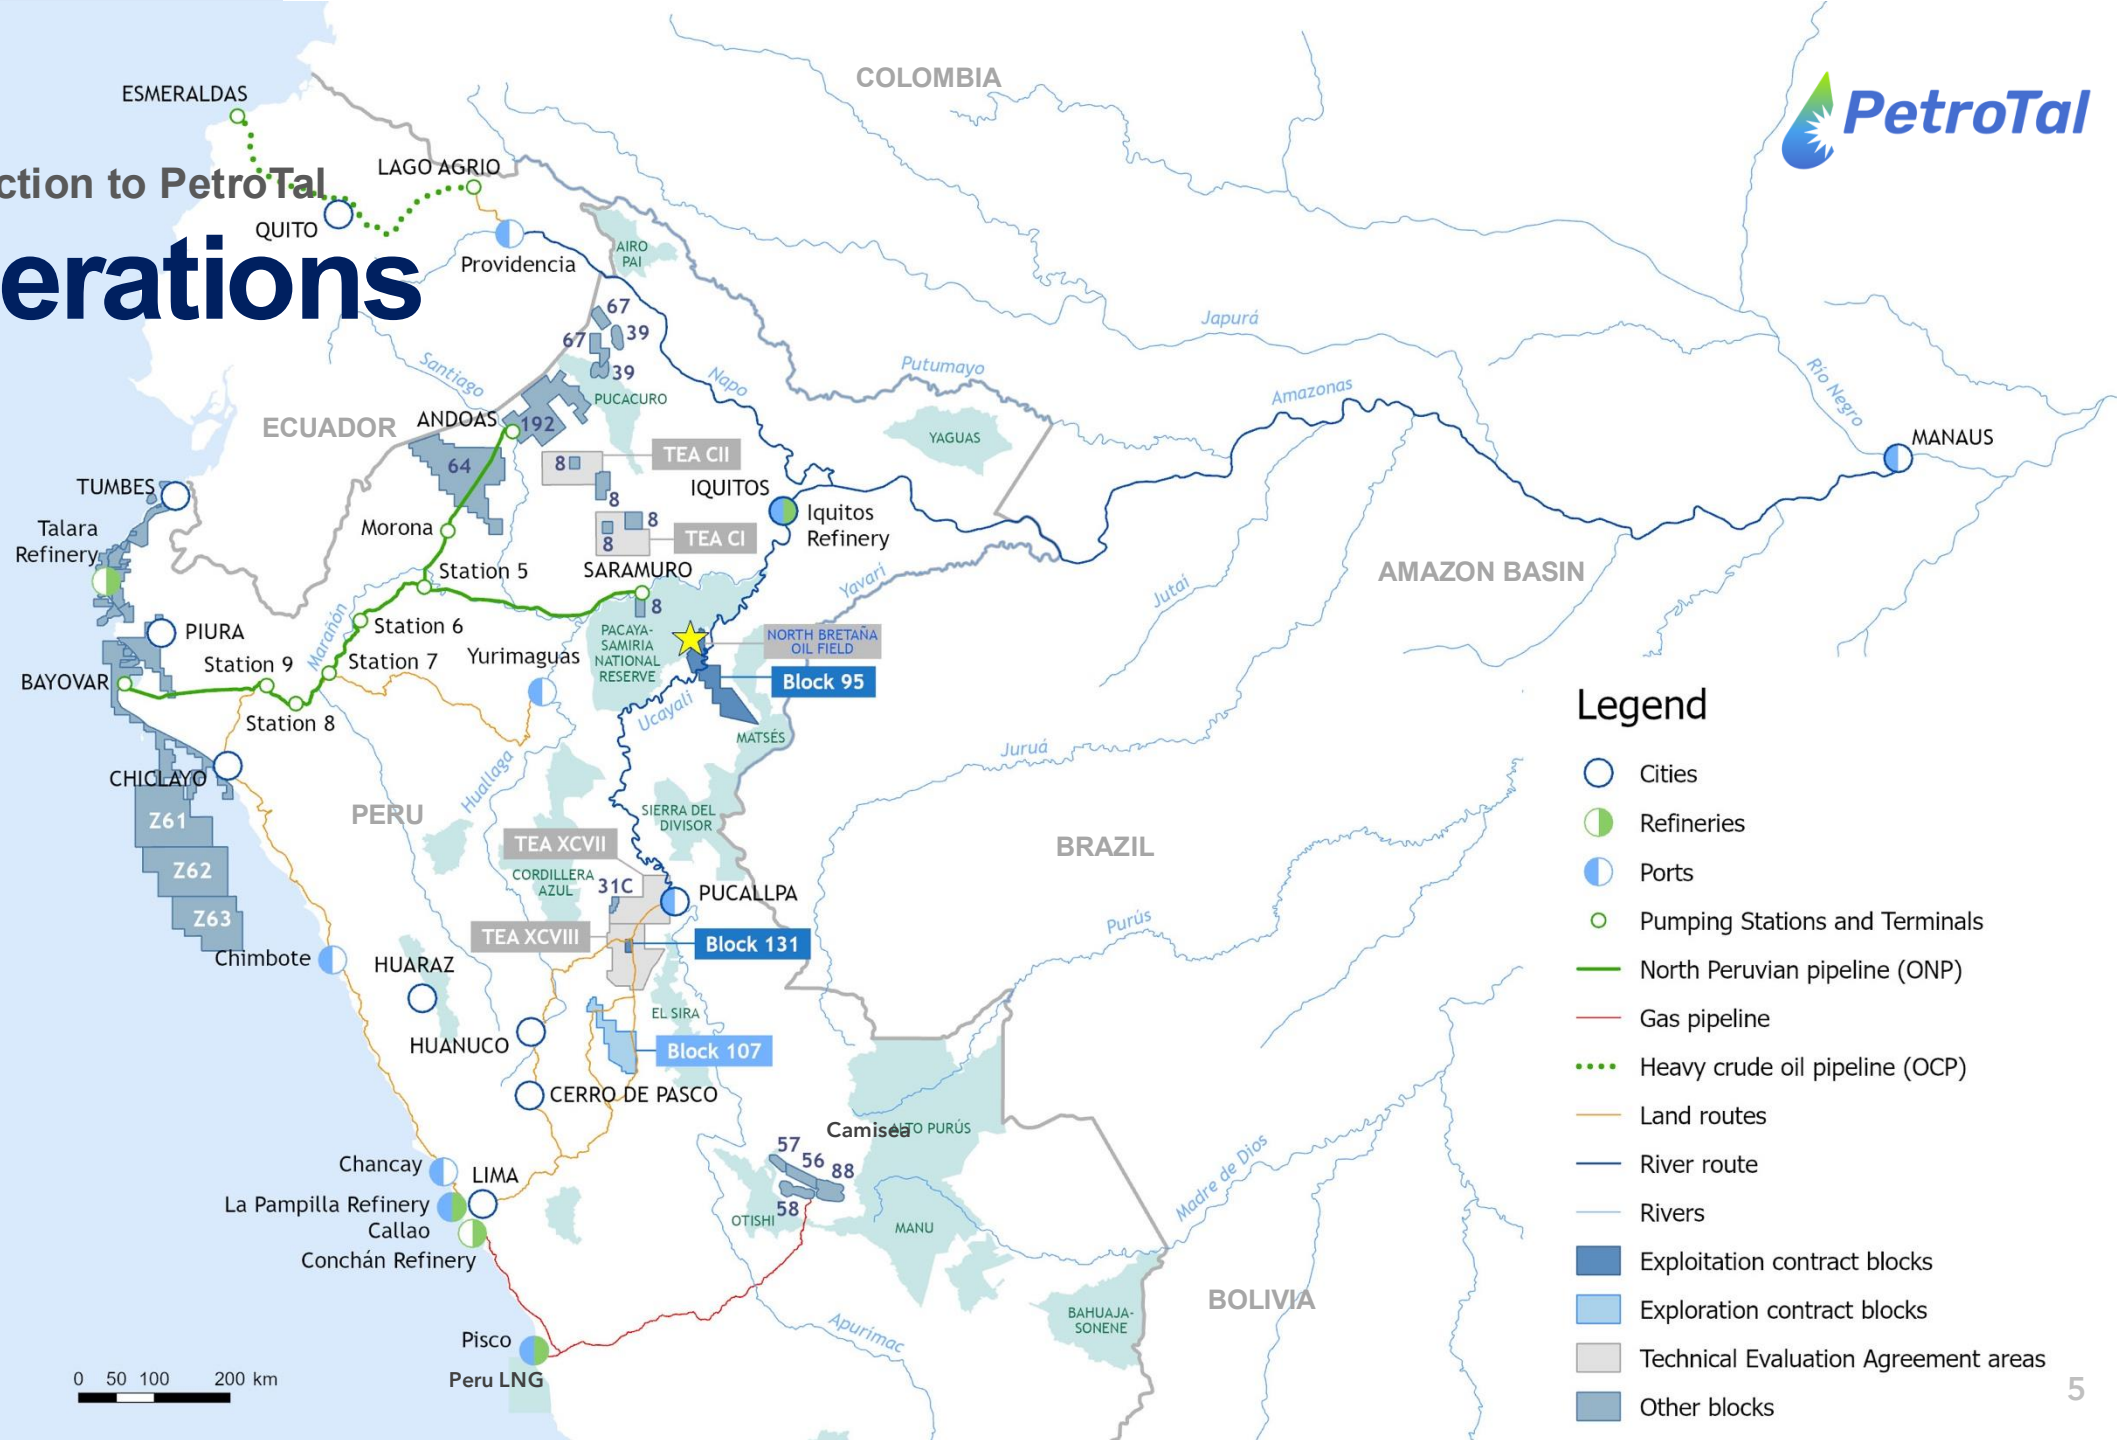 COLOMBIA
PetroTal
ESMERALDAS
LAGO AGRIO
ction to PetroTal
QUITO
erations
Providencia
AIRO
PAI
67
67
39
39
Santiago
Napo
Putumayo
Japurá
Amazonas
Río Negro
PUCACURO
ECUADOR
ANDOAS
192
YAGUAS
MANAUS
64
8
TEA CII
8
TUMBES
IQUITOS
Iquitos
Refinery
Talara
Refinery
Morona
8
8
TEA CI
Station 5
SARAMURO
Yavarí
Jutaí
AMAZON BASIN
8
Marañón
Station 6
PIURA
PACAYA-
SAMIRIA
NATIONAL
RESERVE
NORTH BRETAÑA
OIL FIELD
Station 9
Station 7
Yurimaguas
BAYOVAR
Block 95
Station 8
Ucayali
MATSÉS
Juruá
Huallaga
CHICLAYO
PERU
SIERRA DEL
DIVISOR
Z61
TEA XCVII
BRAZIL
Z62
CORDILLERA
AZUL
31C
PUCALLPA
Z63
TEA XCVIII
Block 131
Purús
Chimbote
HUARAZ
EL SIRA
HUANUCO
Block 107
CERRO DE PASCO
Camisea
ALTO PURÚS
57
56
88
58
Chancay
LIMA
Madre de Dios
La Pampilla Refinery
Callao
OTISHI
MANU
Conchán Refinery
BOLIVIA
BAHUAJA-
SONENE
Apurímac
Pisco
Peru LNG
0 50 100 200 km
Legend
Cities
Refineries
Ports
Pumping Stations and Terminals
North Peruvian pipeline (ONP)
Gas pipeline
Heavy crude oil pipeline (OCP)
Land routes
River route
Rivers
Exploitation contract blocks
Exploration contract blocks
Technical Evaluation Agreement areas
Other blocks
5